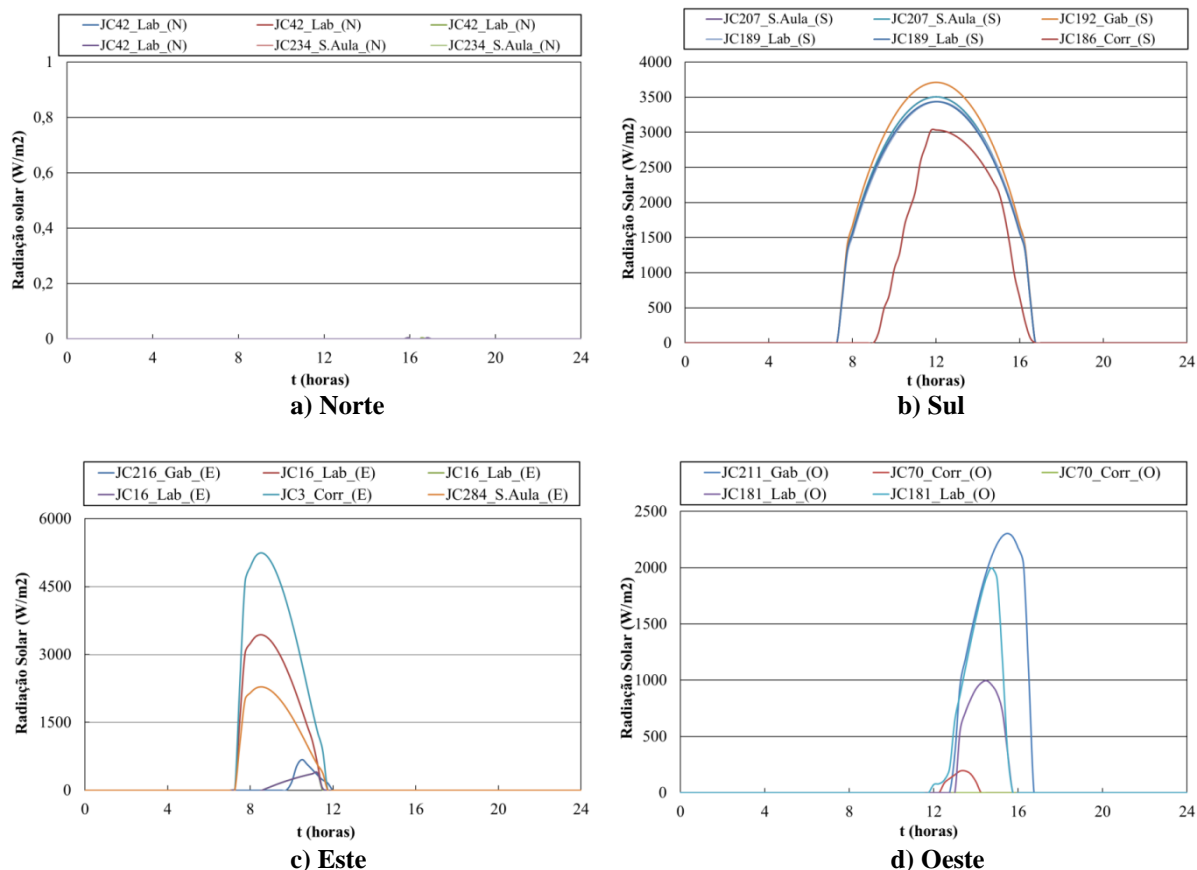 JC42_Lab_(N) JC42_Lab_(N) JC42_Lab_(N)
JC42_Lab_(N) JC234_S.Aula_(N) JC234_S.Aula_(N)
Radiação solar (W/m2)
1
0,8
0,6
0,4
0,2
0
0 4 8 12 16 20 24
t (horas)
a) Norte
JC207_S.Aula_(S) JC207_S.Aula_(S) JC192_Gab_(S)
JC189_Lab_(S) JC189_Lab_(S) JC186_Corr_(S)
Radiação Solar (W/m2)
4000
3500
3000
2500
2000
1500
1000
500
0
0 4 8 12 16 20 24
t (horas)
b) Sul
JC216_Gab_(E) JC16_Lab_(E) JC16_Lab_(E)
JC16_Lab_(E) JC3_Corr_(E) JC284_S.Aula_(E)
Radiação Solar (W/m2)
6000
4500
3000
1500
0
0 4 8 12 16 20 24
t (horas)
c) Este
JC211_Gab_(O) JC70_Corr_(O) JC70_Corr_(O)
JC181_Lab_(O) JC181_Lab_(O)
Radiação Solar (W/m2)
2500
2000
1500
1000
500
0
0 4 8 12 16 20 24
t (horas)
d) Oeste